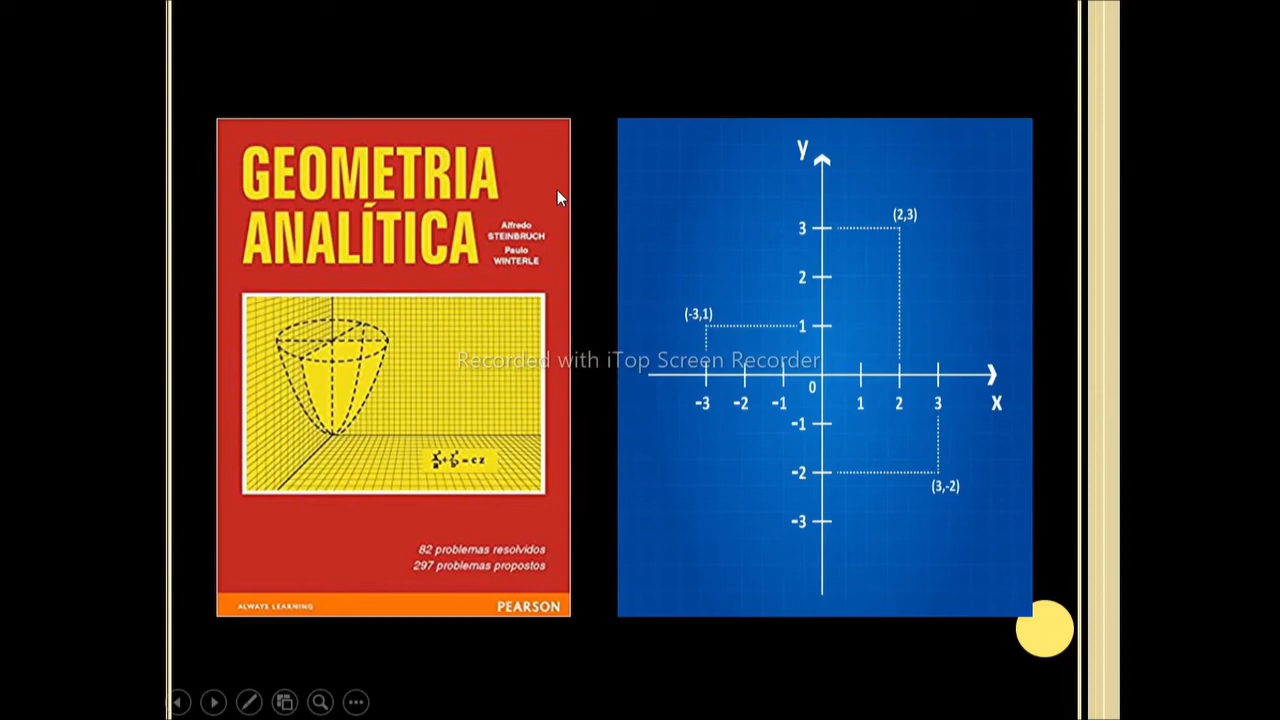 GEOMETRIA
ANALÍTICA
Alfredo
STEINBRUCH
Paulo
WINTERLE
82 problemas resolvidos
297 problemas propostos
ALWAYS LEARNING
PEARSON
Recorded with iTop Screen Recorder
y
(2,3)
3
2
(-3,1)
1
0
-3 -2 -1 1 2 3
x
-1
-2
(3,-2)
-3